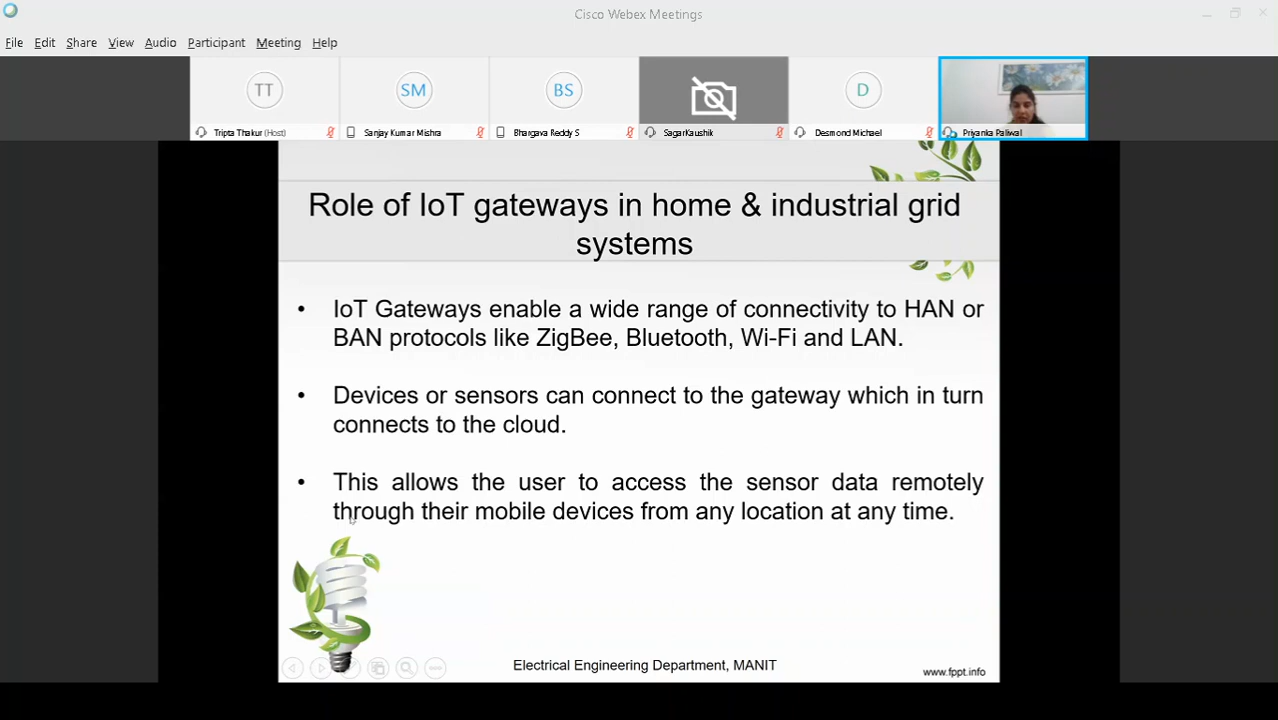 Cisco Webex Meetings
File Edit Share View Audio Participant Meeting Help
TT SM BS D
Tripta Thakur (Host) Sanjay Kumar Mishra Bhargava Reddy S SagarKaushik Desmond Michael Priyanka Paliwal
Role of IoT gateways in home & industrial grid
systems
• IoT Gateways enable a wide range of connectivity to HAN or
BAN protocols like ZigBee, Bluetooth, Wi-Fi and LAN.
• Devices or sensors can connect to the gateway which in turn
connects to the cloud.
• This allows the user to access the sensor data remotely
through their mobile devices from any location at any time.
Electrical Engineering Department, MANIT
www.fppt.info